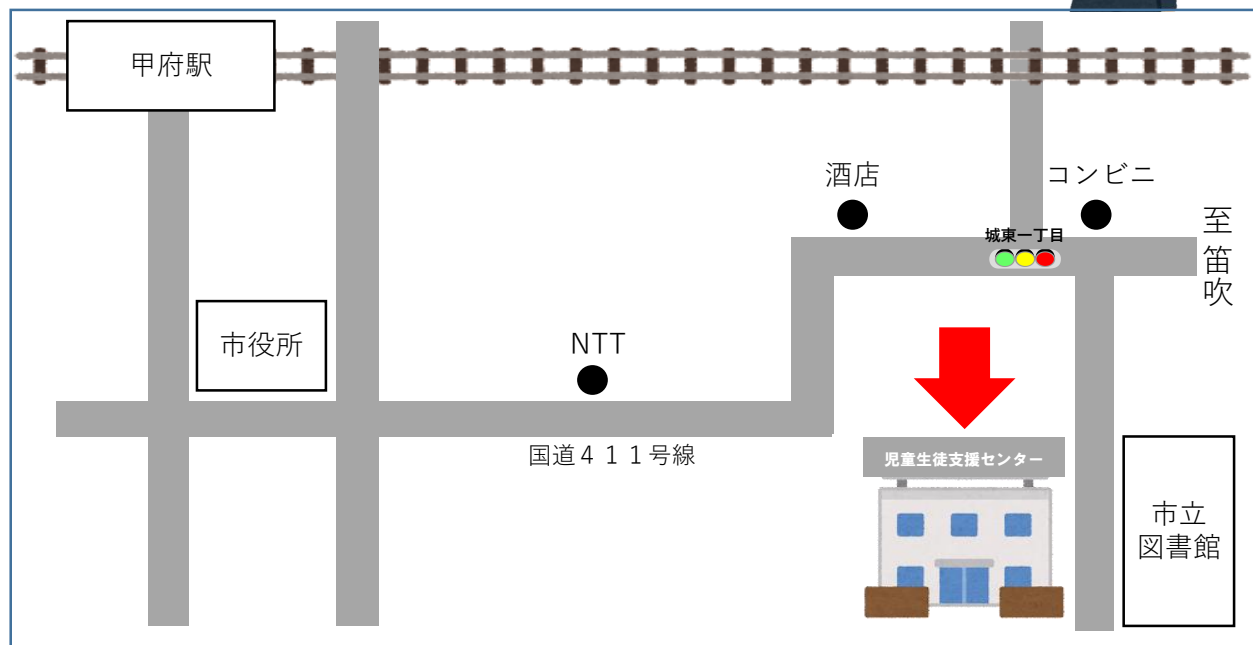 甲府駅
酒店
コンビニ
城東一丁目
至 笛吹
市役所
NTT
国道４１１号線
児童生徒支援センター
市立
図書館